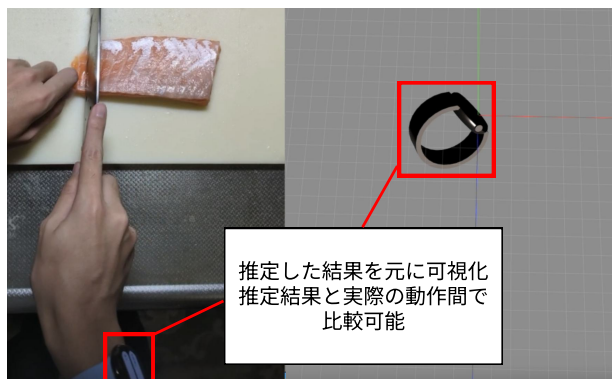 推定した結果を元に可視化
推定結果と実際の動作間で
比較可能